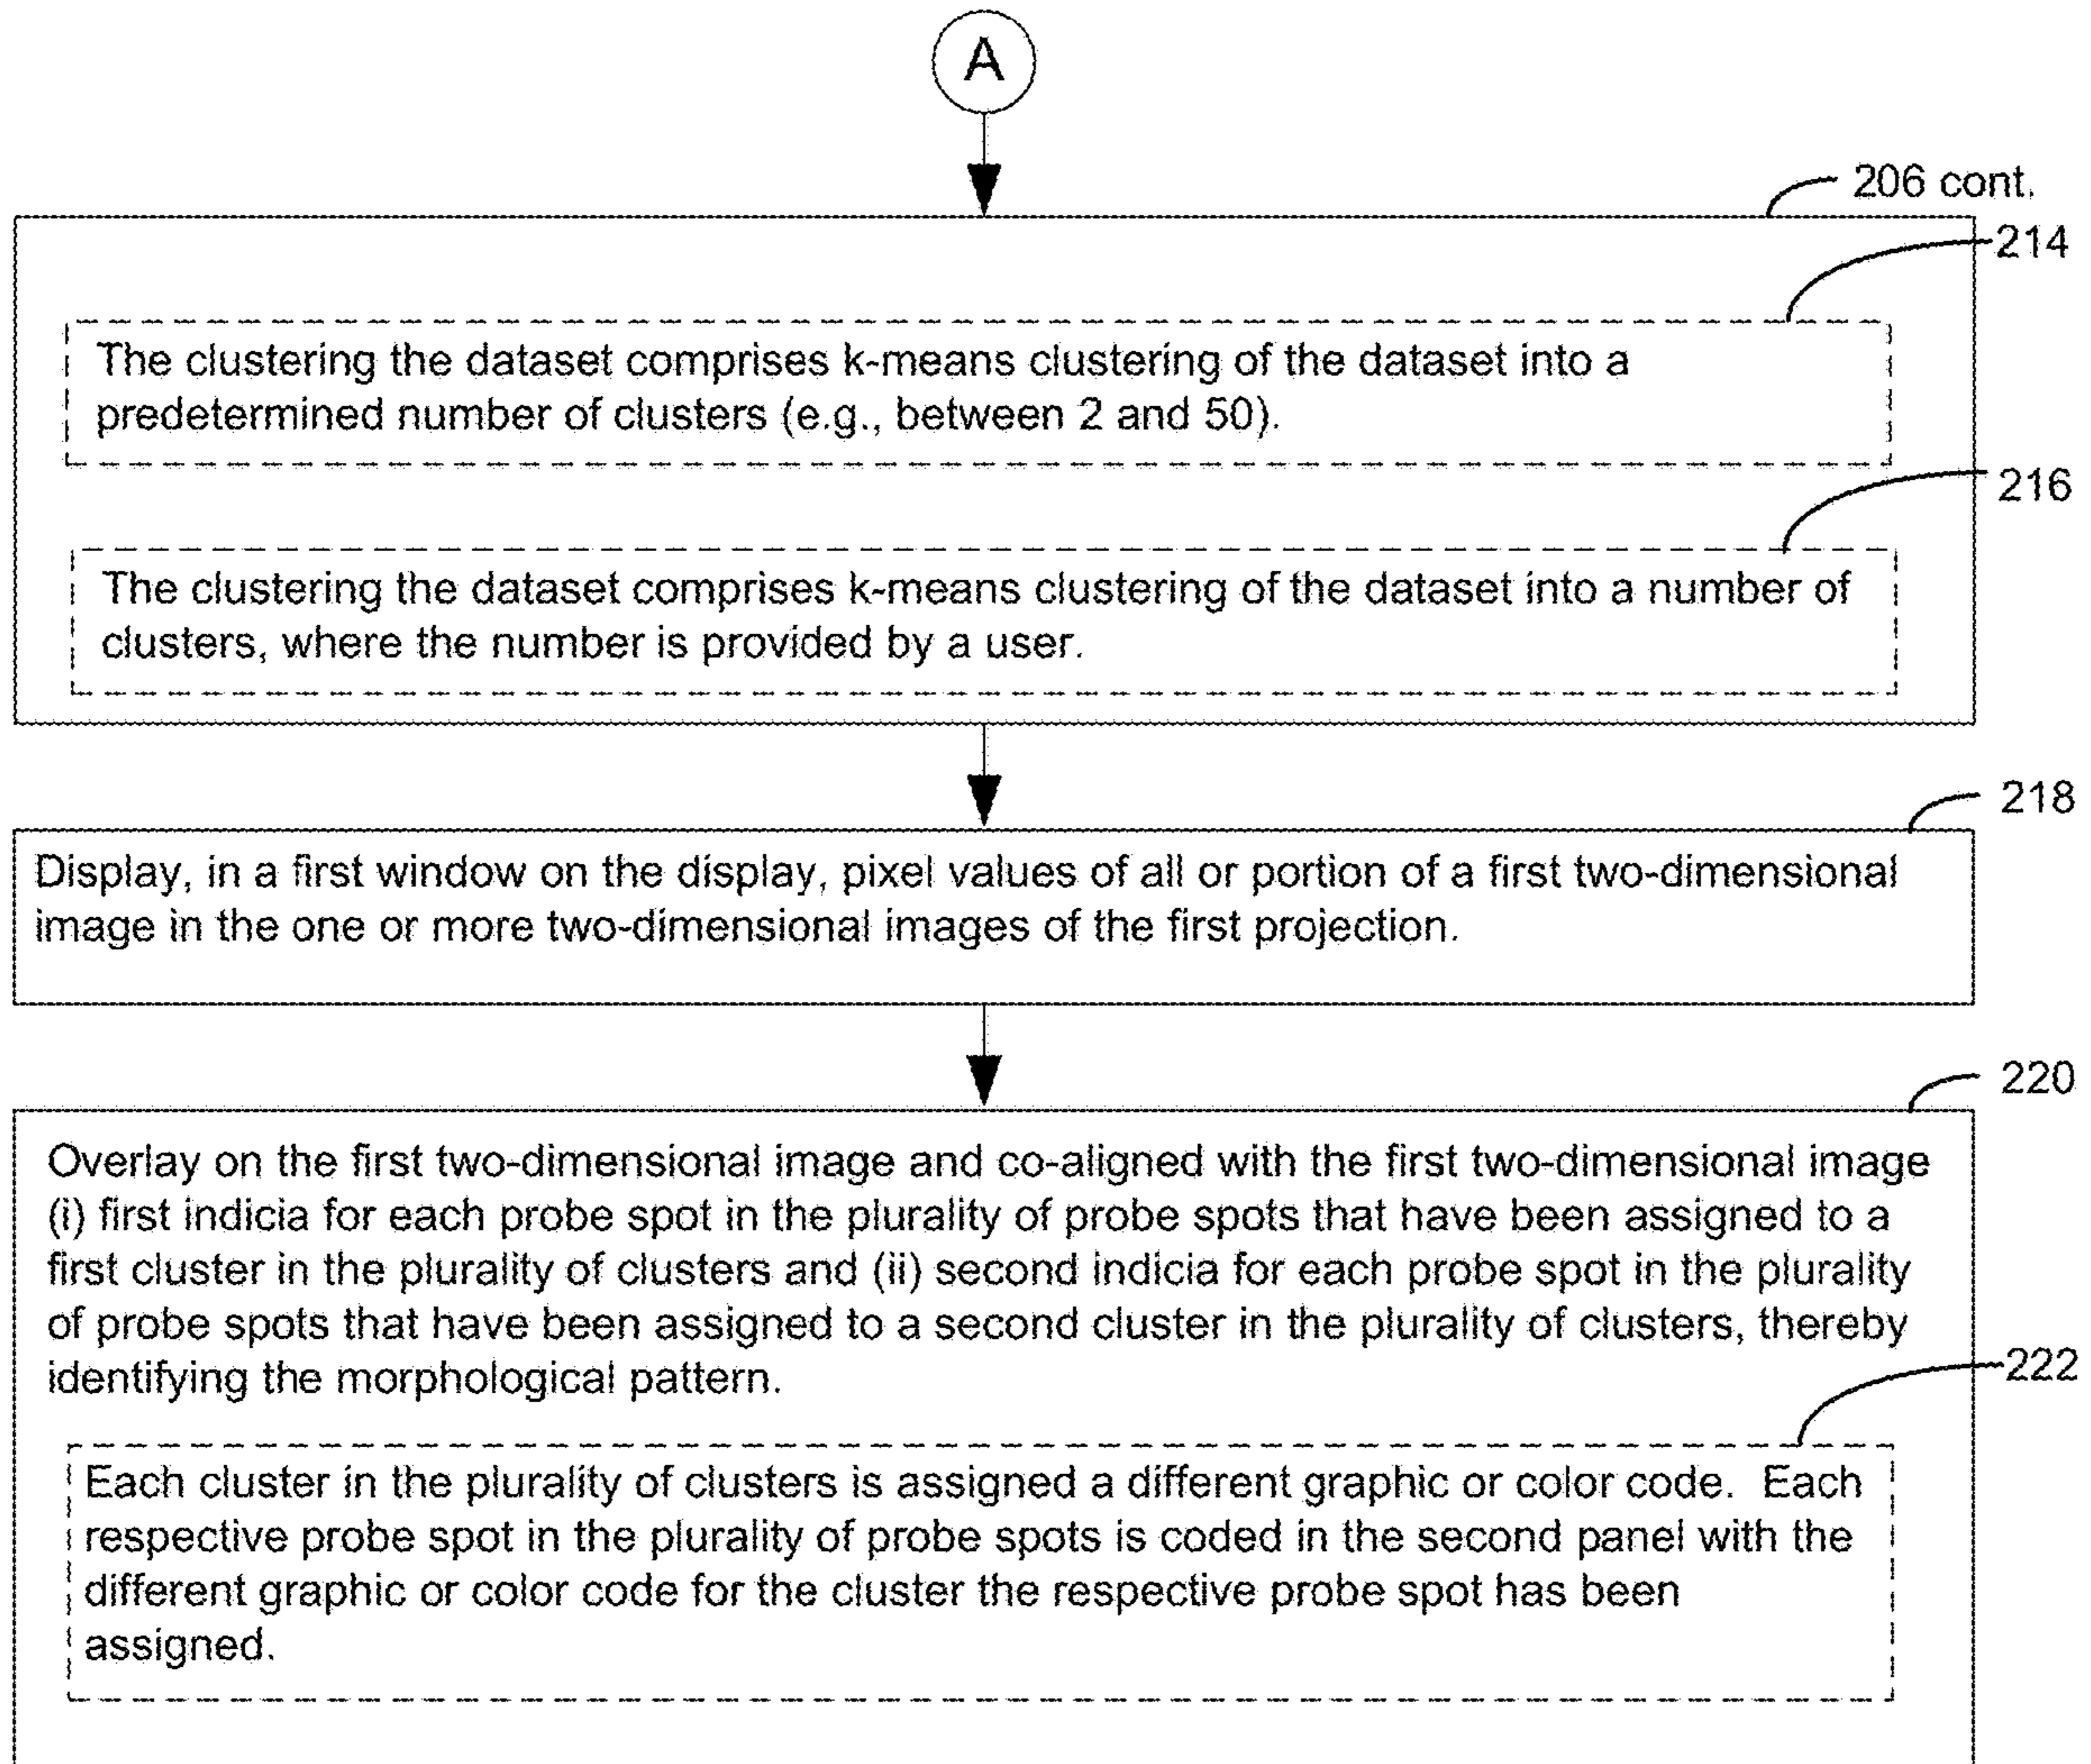 A
206 cont.
214
The clustering the dataset comprises k-means clustering of the dataset into a
predetermined number of clusters (e.g., between 2 and 50).
216
The clustering the dataset comprises k-means clustering of the dataset into a number of
clusters, where the number is provided by a user.
218
Display, in a first window on the display, pixel values of all or portion of a first two-dimensional
image in the one or more two-dimensional images of the first projection.
220
Overlay on the first two-dimensional image and co-aligned with the first two-dimensional image
(i) first indicia for each probe spot in the plurality of probe spots that have been assigned to a
first cluster in the plurality of clusters and (ii) second indicia for each probe spot in the plurality
of probe spots that have been assigned to a second cluster in the plurality of clusters, thereby
identifying the morphological pattern.
222
Each cluster in the plurality of clusters is assigned a different graphic or color code.  Each
respective probe spot in the plurality of probe spots is coded in the second panel with the
different graphic or color code for the cluster the respective probe spot has been
assigned.